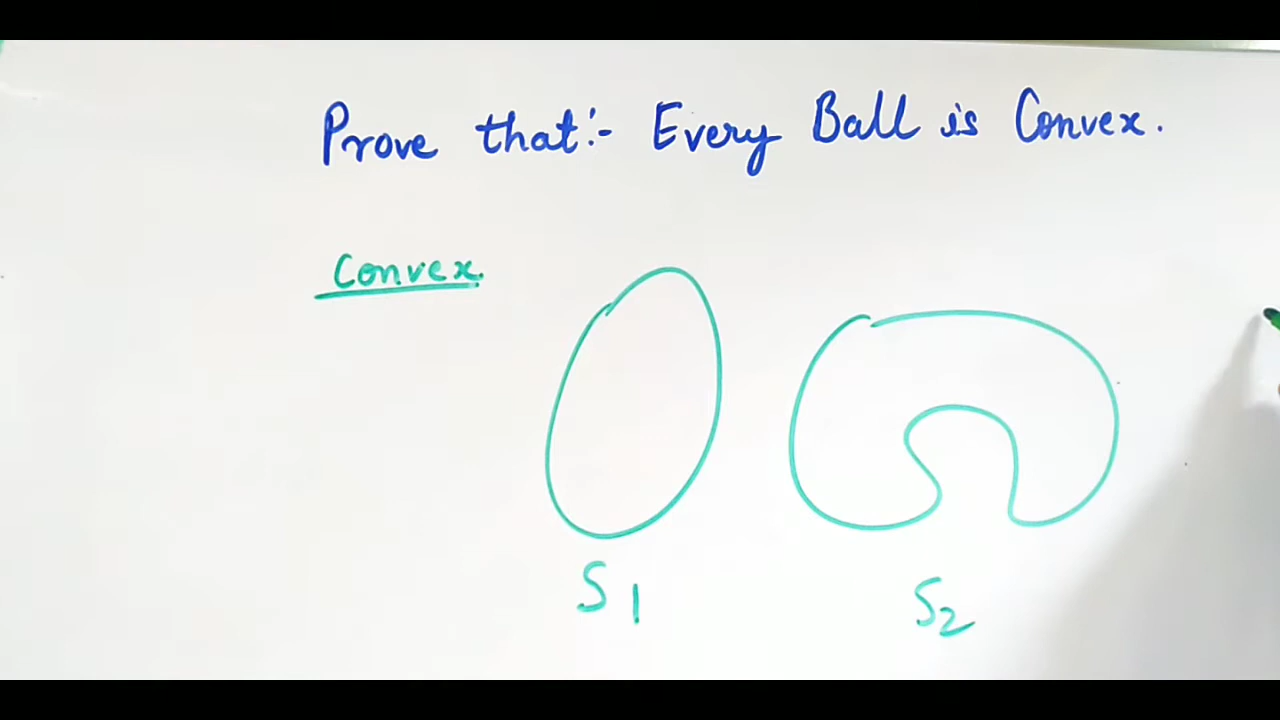 Prove that:- Every Ball is Convex.
Convex.
S1
S2